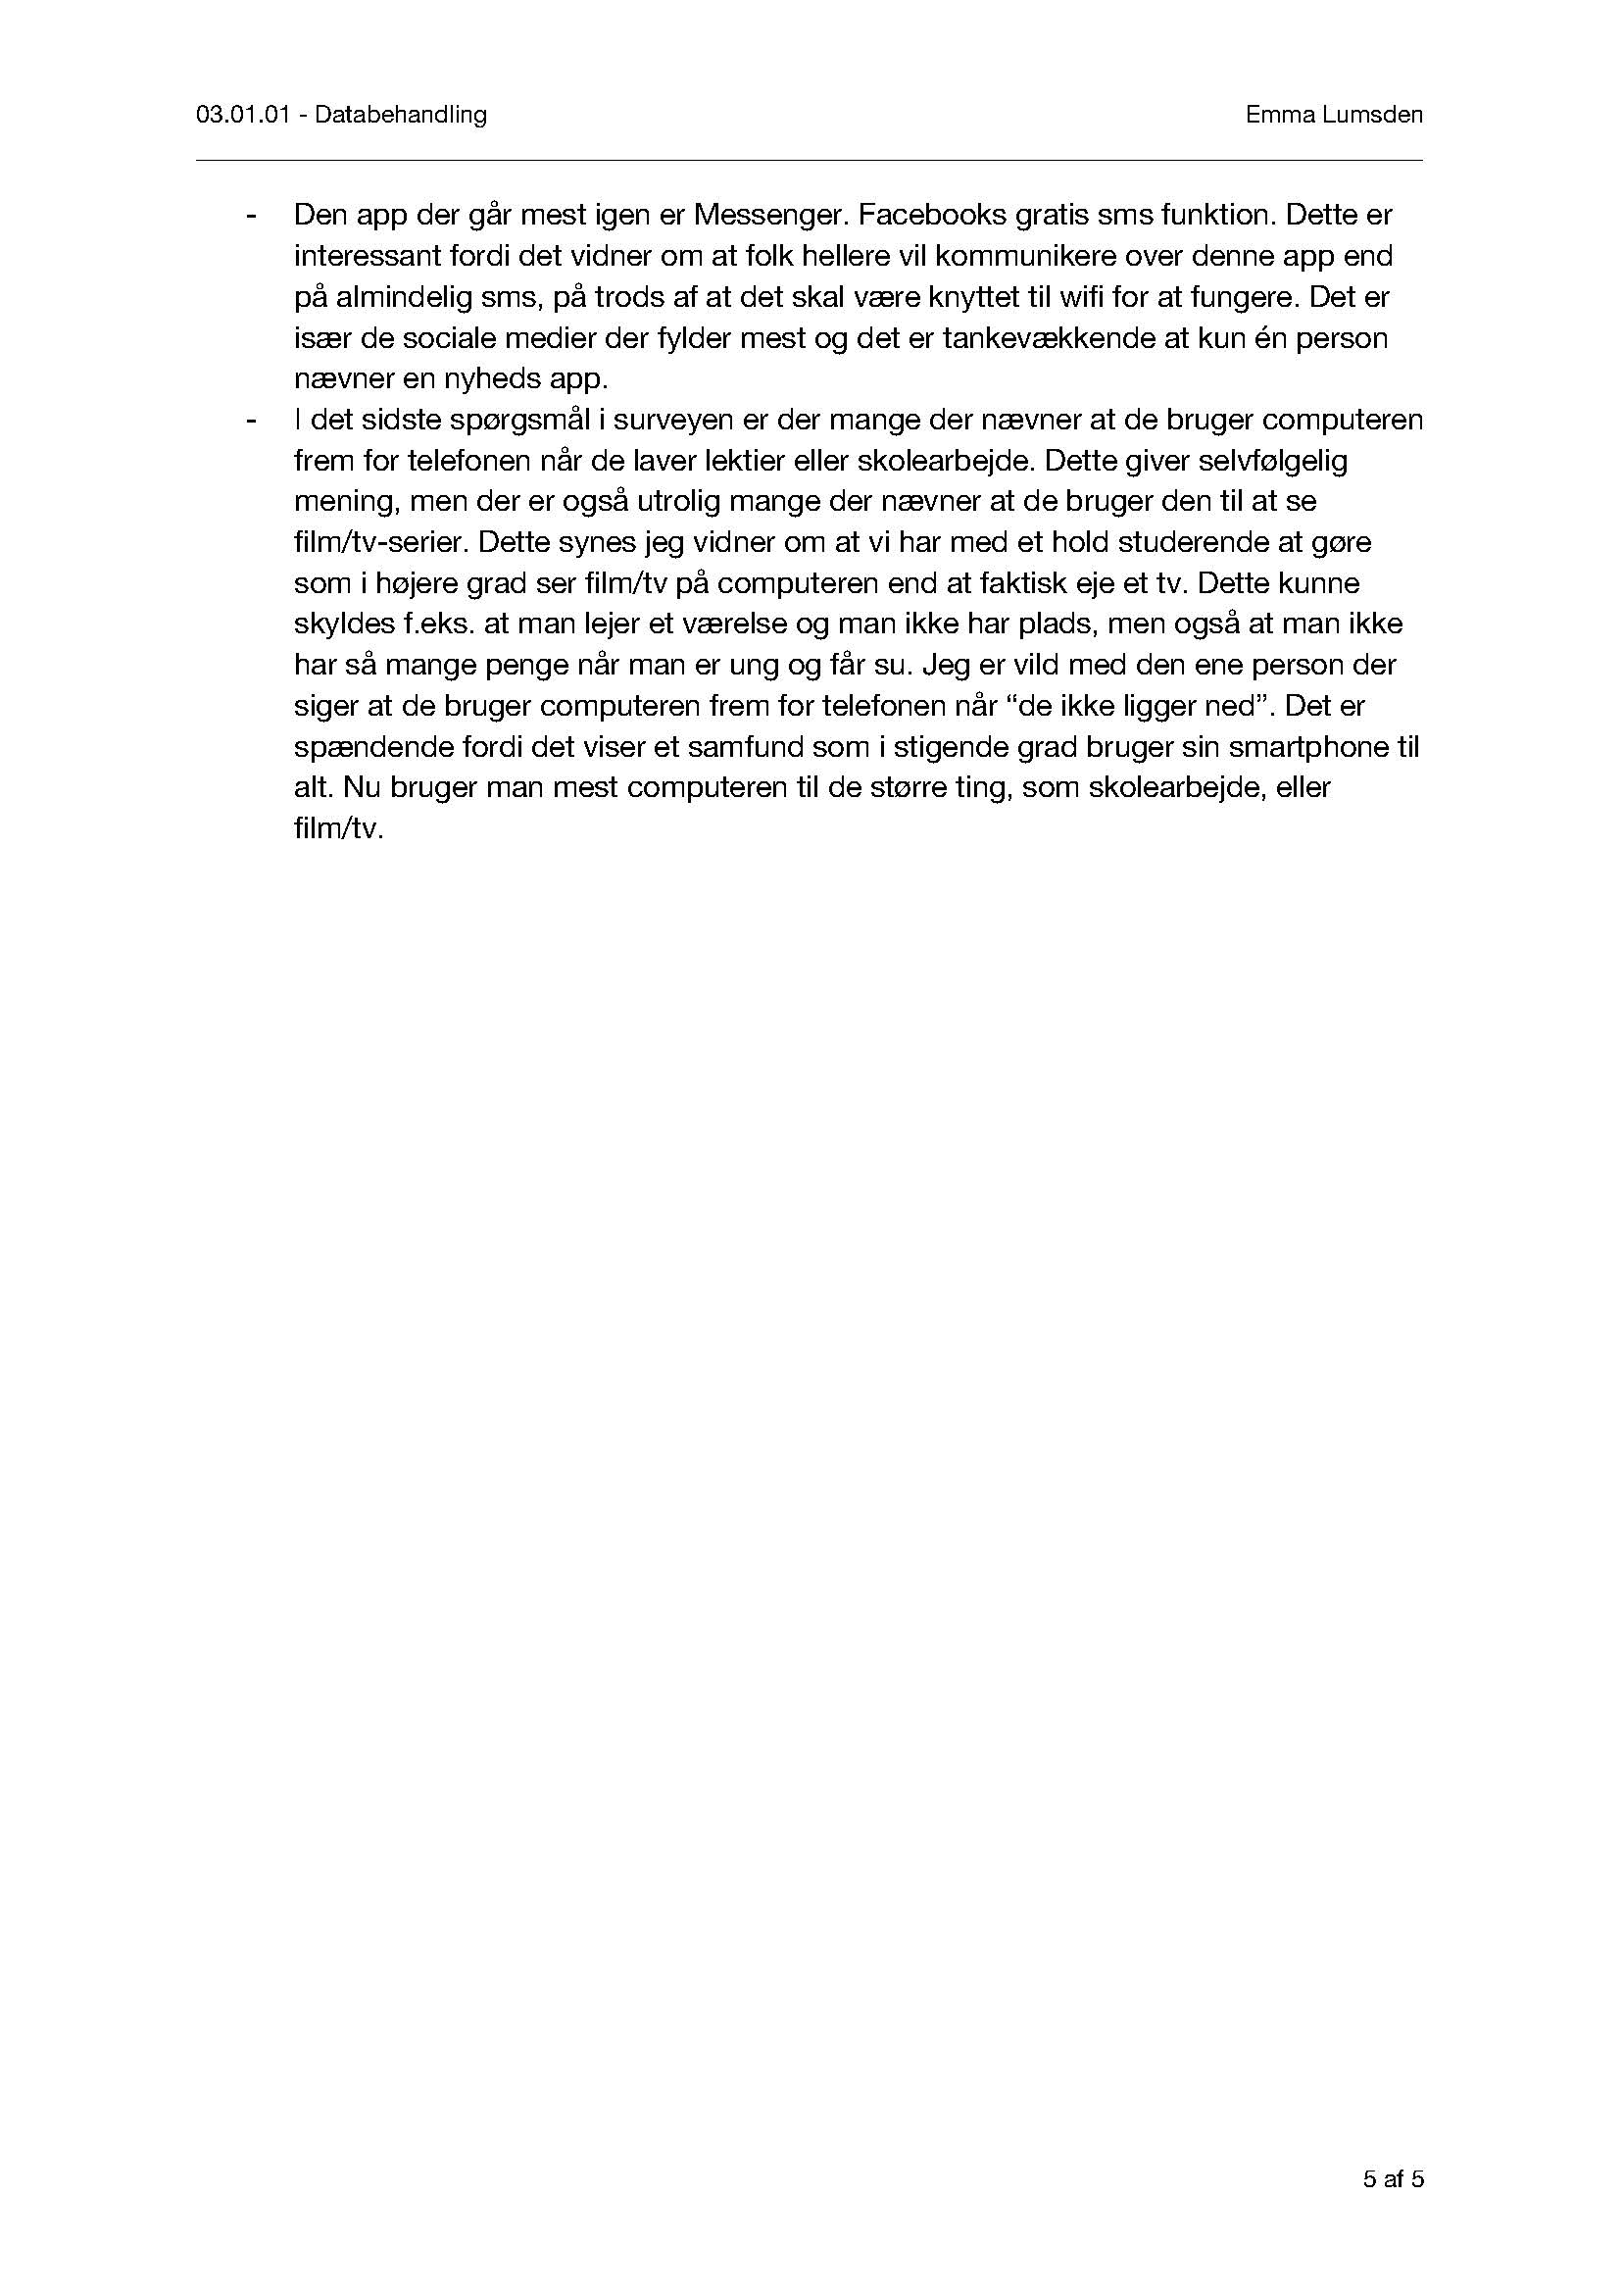 03.01.01 - Databehandling Emma Lumsden
- Den app der går mest igen er Messenger. Facebooks gratis sms funktion. Dette er
interessant fordi det vidner om at folk hellere vil kommunikere over denne app end
på almindelig sms, på trods af at det skal være knyttet til wifi for at fungere. Det er
især de sociale medier der fylder mest og det er tankevækkende at kun én person
nævner en nyheds app.
- I det sidste spørgsmål i surveyen er der mange der nævner at de bruger computeren
frem for telefonen når de laver lektier eller skolearbejde. Dette giver selvfølgelig
mening, men der er også utrolig mange der nævner at de bruger den til at se
film/tv-serier. Dette synes jeg vidner om at vi har med et hold studerende at gøre
som i højere grad ser film/tv på computeren end at faktisk eje et tv. Dette kunne
skyldes f.eks. at man lejer et værelse og man ikke har plads, men også at man ikke
har så mange penge når man er ung og får su. Jeg er vild med den ene person der
siger at de bruger computeren frem for telefonen når “de ikke ligger ned”. Det er
spændende fordi det viser et samfund som i stigende grad bruger sin smartphone til
alt. Nu bruger man mest computeren til de større ting, som skolearbejde, eller
film/tv.
5 af 5